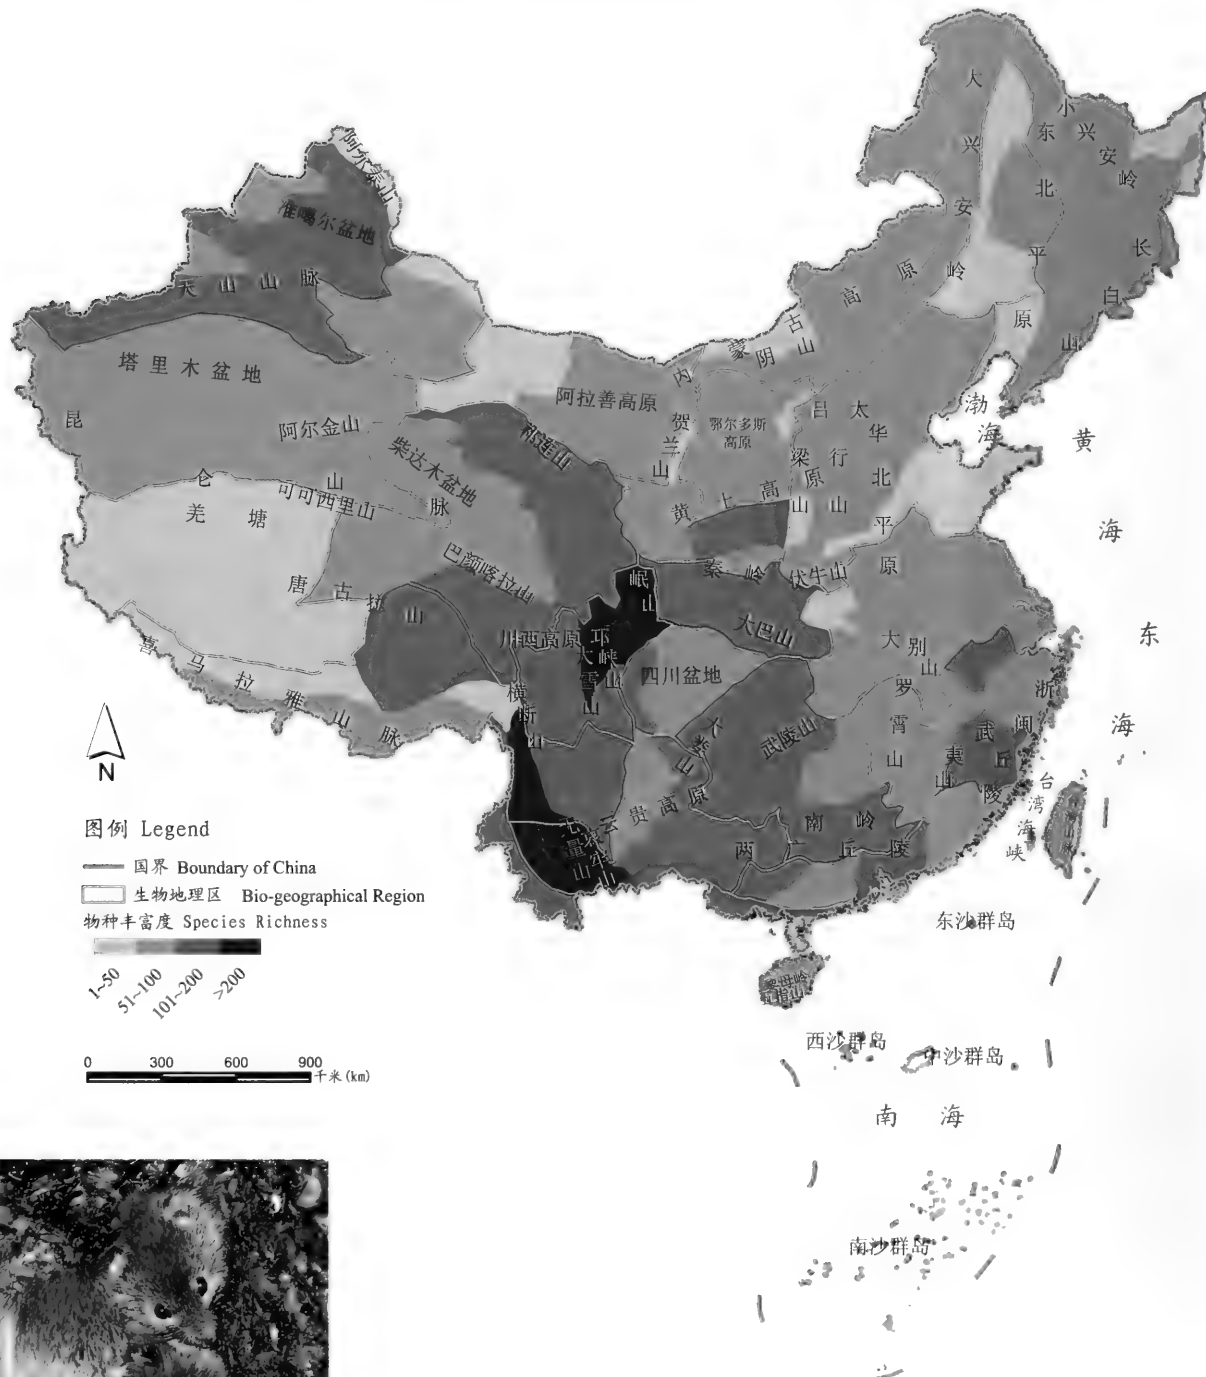 大兴安岭
小兴安岭
东北平原
长白山
阿尔泰山
准噶尔盆地
天山山脉
内蒙古高原
阴山
塔里木盆地
阿拉善高原
贺兰山
鄂尔多斯
高原
吕梁山
太行山
华北平原
渤海
黄海
昆仑山脉
阿尔金山
祁连山
柴达木盆地
可可西里山
羌塘
黄土高原
巴颜喀拉山
唐古拉山
秦岭
伏牛山
岷山
大巴山
川西高原
邛崃山
大雪山
四川盆地
大别山
东海
喜马拉雅山脉
横断山
武陵山
大娄山
罗霄山
武夷山
浙闽丘陵
云贵高原
南岭
两广丘陵
台湾海峡
N
图例 Legend
国界 Boundary of China
生物地理区 Bio-geographical Region
物种丰富度 Species Richness
1~50
51~100
101~200
>200
0 300 600 900
千米(km)
东沙群岛
黎母岭
五指山
西沙群岛
中沙群岛
南海
南沙群岛